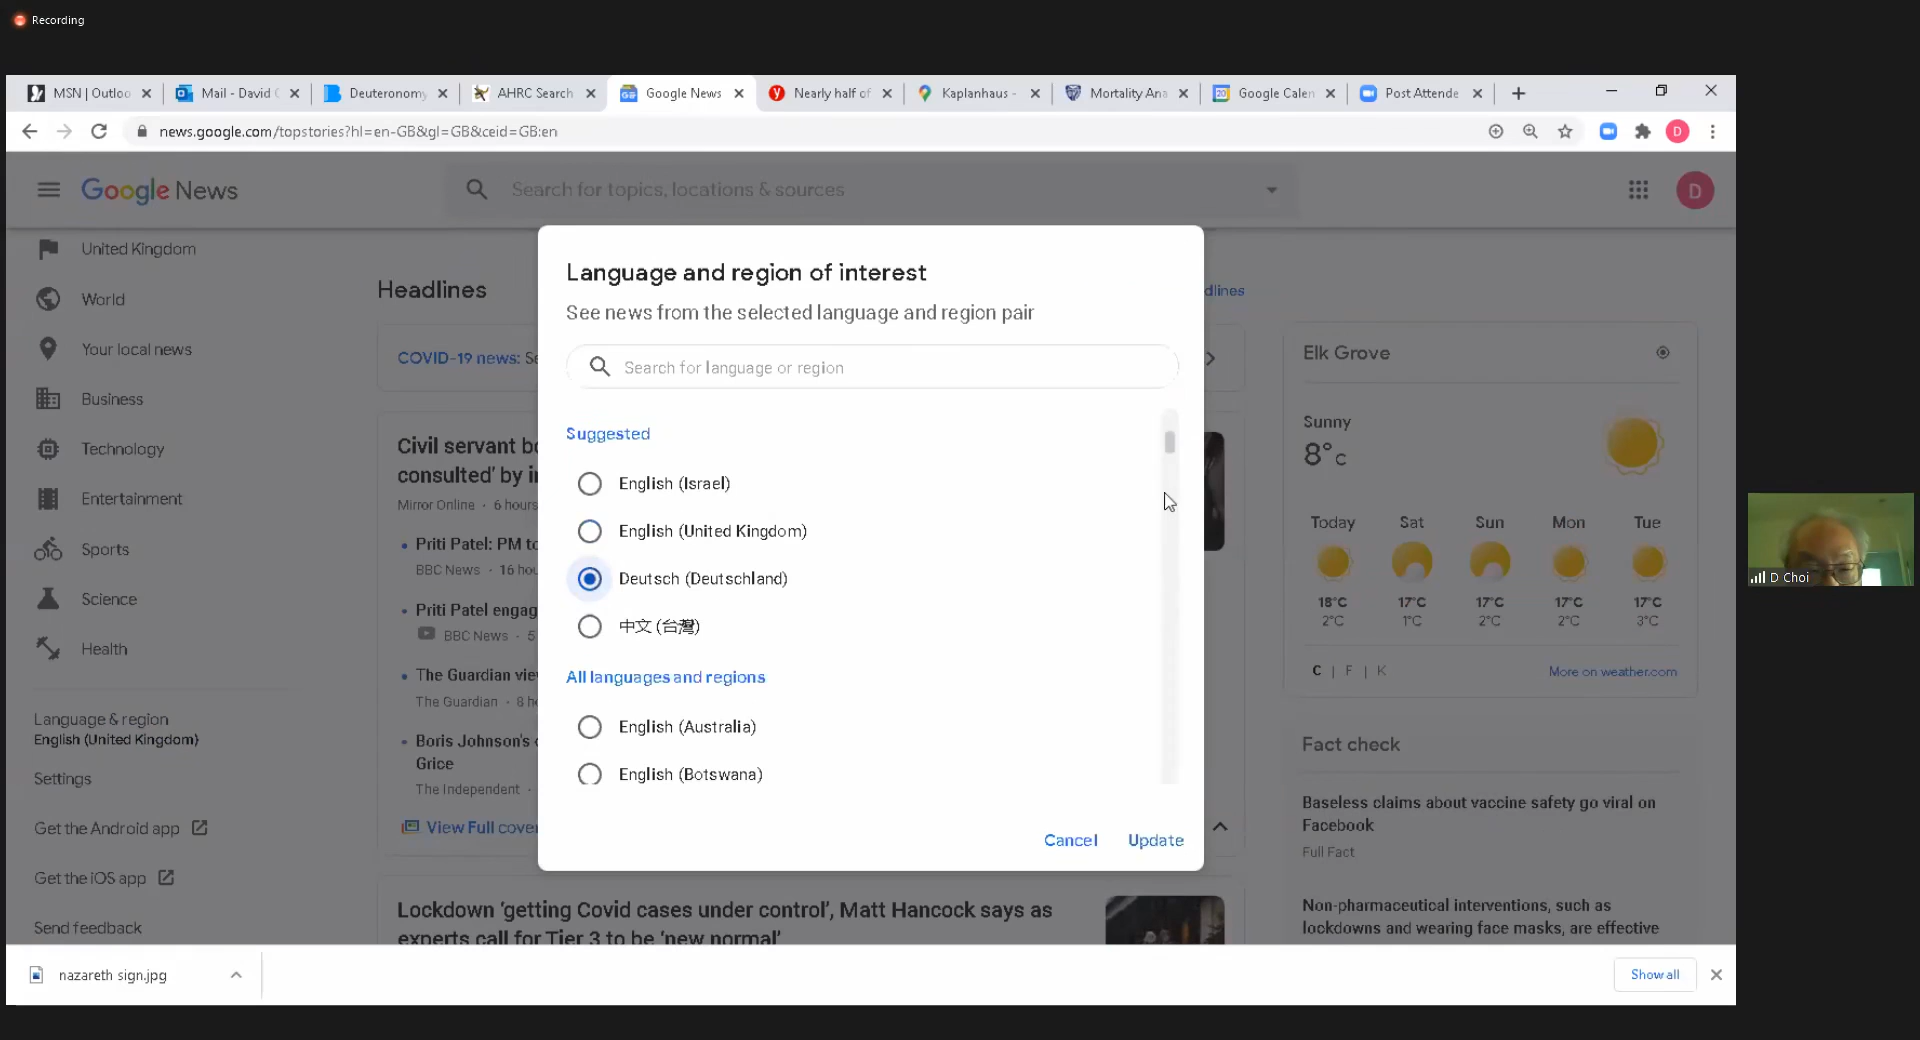 Recording
MSN | Outloo
Mail - David
Deuteronomy
AHRC Search
Google News
Nearly half of
Kaplanhaus -
Mortality Ana
Google Calen
Post Attende
news.google.com/topstories?hl=en-GB&gl=GB&ceid=GB:en
D
Google News
Search for topics, locations & sources
D
United Kingdom
World
Your local news
Business
Technology
Entertainment
Sports
Science
Health
Language & region
English (United Kingdom)
Settings
Get the Android app
Get the iOS app
Send feedback
Headlines
dlines
COVID-19 news: Se
Civil servant bo
consulted' by i
Mirror Online · 6 hours
Priti Patel: PM to
BBC News · 16 hou
Priti Patel engag
BBC News · 5
The Guardian vie
The Guardian · 8 h
Boris Johnson's
Grice
The Independent ·
View Full cover
Lockdown 'getting Covid cases under control', Matt Hancock says as
experts call for Tier 3 to be 'new normal'
Language and region of interest
See news from the selected language and region pair
Search for language or region
Suggested
English (Israel)
English (United Kingdom)
Deutsch (Deutschland)
中文 (台灣)
All languages and regions
English (Australia)
English (Botswana)
Cancel
Update
Elk Grove
Sunny
8°C
Today Sat Sun Mon Tue
18°C 17°C 17°C 17°C 17°C
2°C 1°C 2°C 2°C 3°C
C | F | K
More on weather.com
Fact check
Baseless claims about vaccine safety go viral on
Facebook
Full Fact
Non-pharmaceutical interventions, such as
lockdowns and wearing face masks, are effective
D Choi
nazareth sign.jpg
Show all